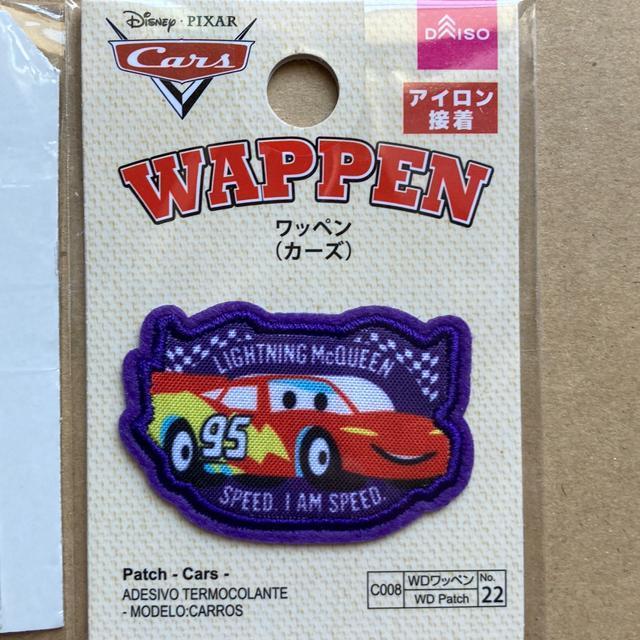 Disney · PIXAR
Cars
DAISO
アイロン
接着
WAPPEN
ワッペン
(カーズ)
LIGHTNING McQUEEN
95
SPEED. I AM SPEED.
Patch - Cars -
ADESIVO TERMOCOLANTE
- MODELO:CARROS
C008 WDワッペン No.
WD Patch 22